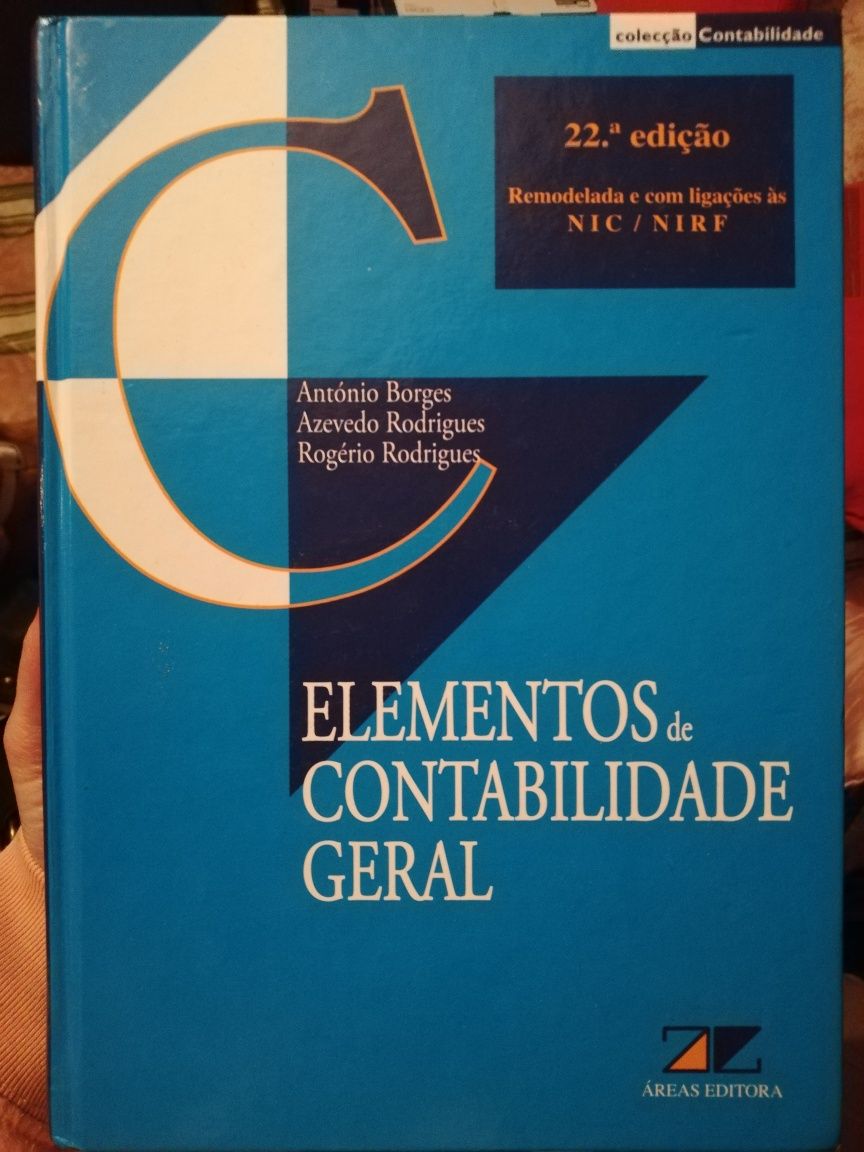 colecção Contabilidade
22.ª edição
Remodelada e com ligações às
NIC / NIRF
António Borges
Azevedo Rodrigues
Rogério Rodrigues
ELEMENTOS de
CONTABILIDADE
GERAL
ÁREAS EDITORA